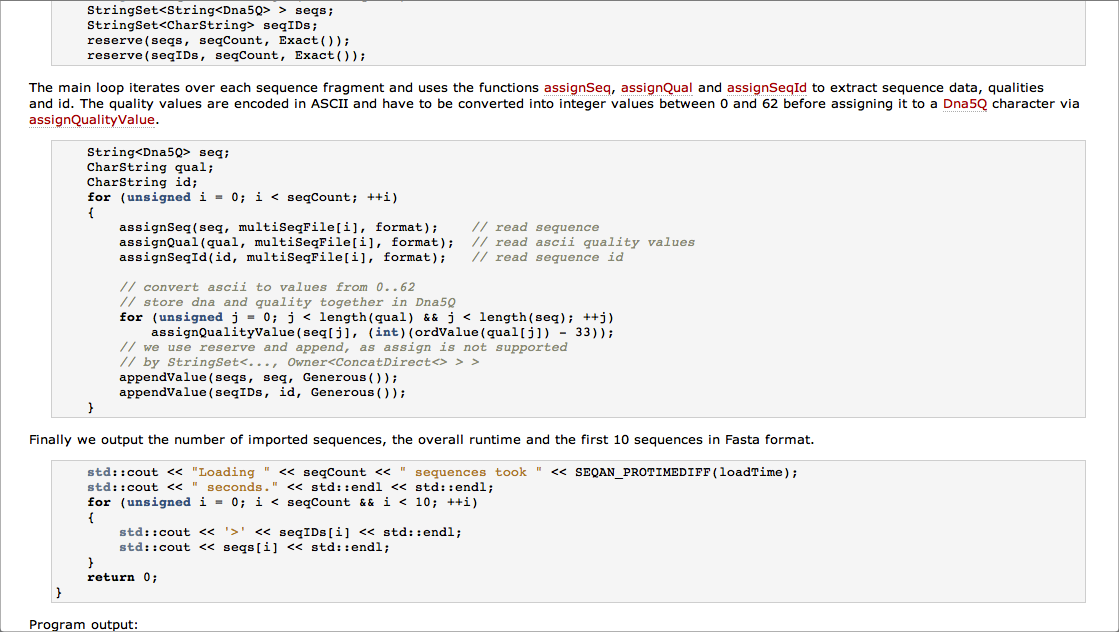 StringSet<String<Dna5Q> > seqs;
StringSet<CharString> seqIDs;
reserve(seqs, seqCount, Exact());
reserve(seqIDs, seqCount, Exact());
The main loop iterates over each sequence fragment and uses the functions assignSeq, assignQual and assignSeqId to extract sequence data, qualities
and id. The quality values are encoded in ASCII and have to be converted into integer values between 0 and 62 before assigning it to a Dna5Q character via
assignQualityValue.
String<Dna5Q> seq;
CharString qual;
CharString id;
for (unsigned i = 0; i < seqCount; ++i)
{
assignSeq(seq, multiSeqFile[i], format);    // read sequence
assignQual(qual, multiSeqFile[i], format);  // read ascii quality values
assignSeqId(id, multiSeqFile[i], format);   // read sequence id
// convert ascii to values from 0..62
// store dna and quality together in Dna5Q
for (unsigned j = 0; j < length(qual) && j < length(seq); ++j)
assignQualityValue(seq[j], (int)(ordValue(qual[j]) - 33));
// we use reserve and append, as assign is not supported
// by StringSet<..., Owner<ConcatDirect<> > >
appendValue(seqs, seq, Generous());
appendValue(seqIDs, id, Generous());
}
Finally we output the number of imported sequences, the overall runtime and the first 10 sequences in Fasta format.
std::cout << "Loading " << seqCount << " sequences took " << SEQAN_PROTIMEDIFF(loadTime);
std::cout << " seconds." << std::endl << std::endl;
for (unsigned i = 0; i < seqCount && i < 10; ++i)
{
std::cout << '>' << seqIDs[i] << std::endl;
std::cout << seqs[i] << std::endl;
}
return 0;
}
Program output: